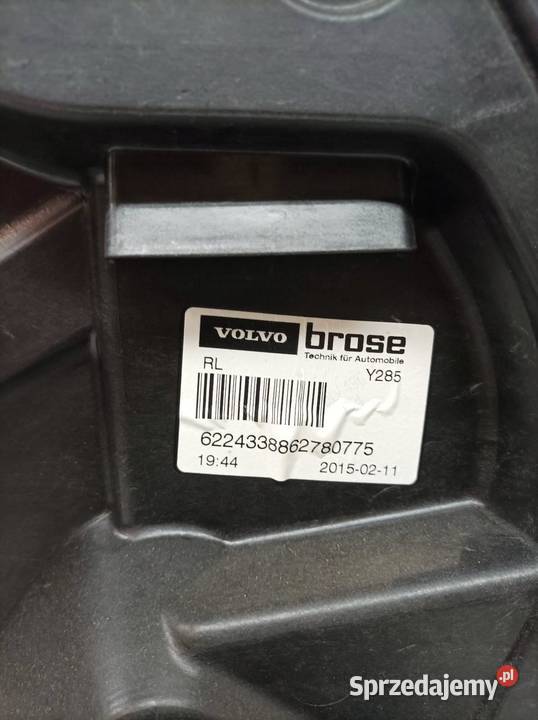 VOLVO brose
Technik für Automobile
RL Y285
6224338862780775
19:44 2015-02-11
Sprzedajemy.pl